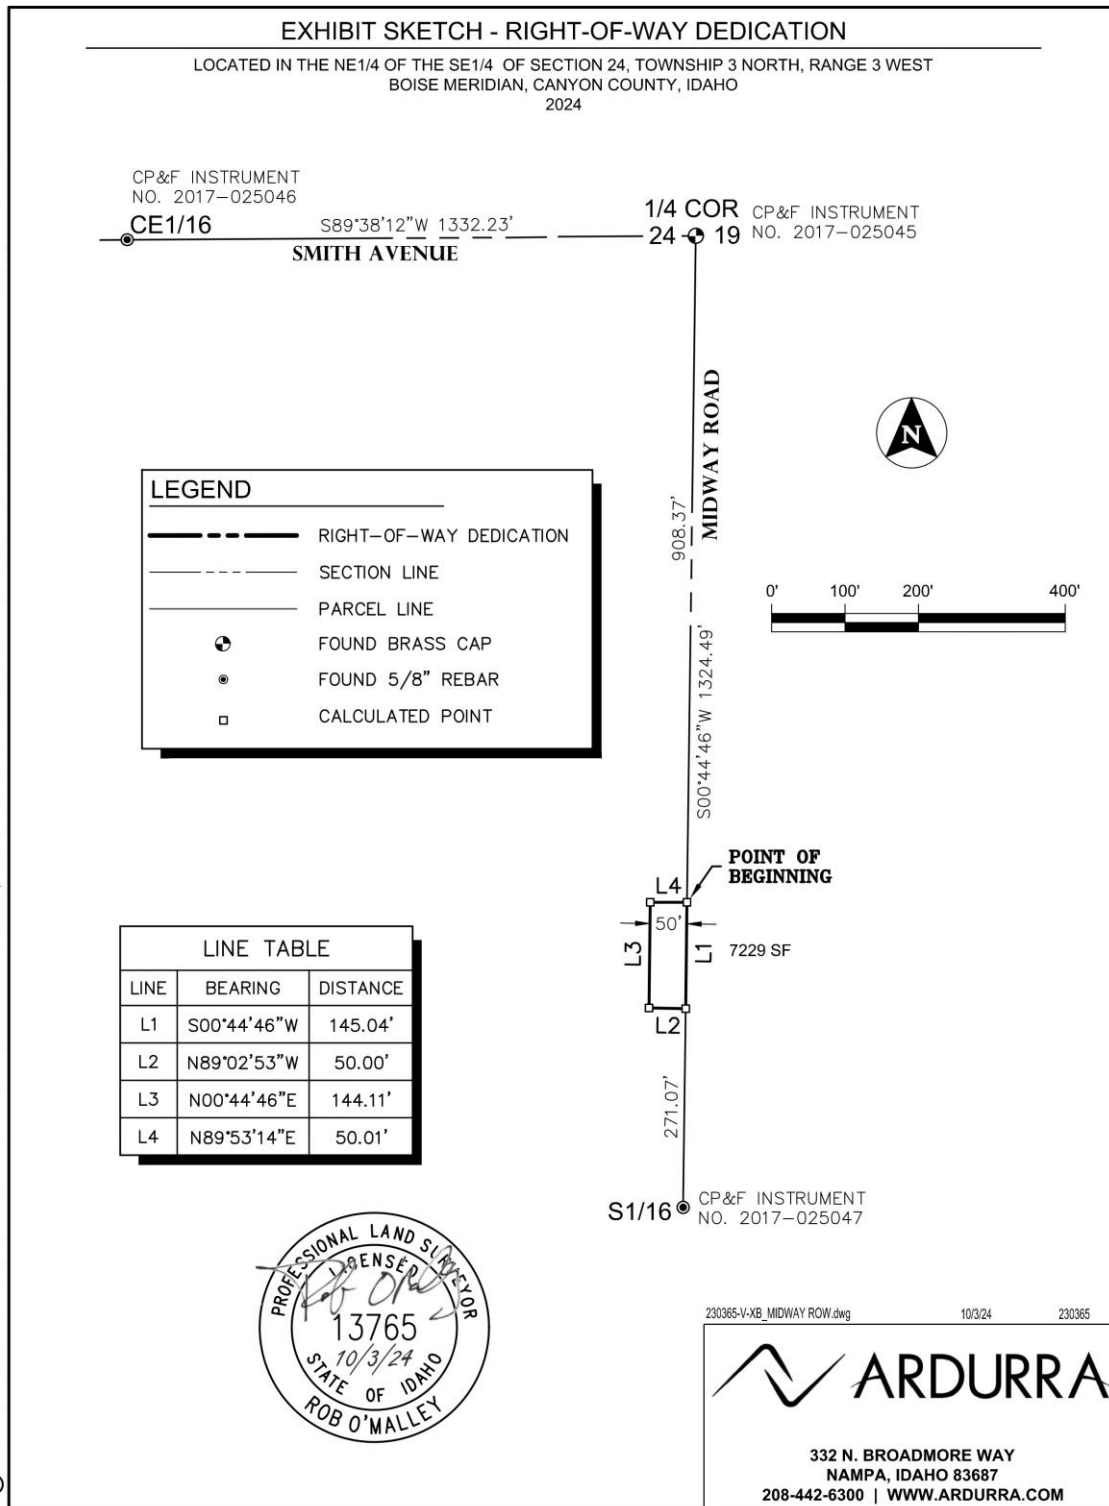 EXHIBIT SKETCH - RIGHT-OF-WAY DEDICATION
LOCATED IN THE NE1/4 OF THE SE1/4 OF SECTION 24, TOWNSHIP 3 NORTH, RANGE 3 WEST
BOISE MERIDIAN, CANYON COUNTY, IDAHO
2024
CP&F INSTRUMENT
NO. 2017-025046
CE1/16
S89°38'12"W 1332.23'
SMITH AVENUE
1/4 COR
24 19
CP&F INSTRUMENT
NO. 2017-025045
MIDWAY ROAD
908.37'
S00°44'46"W 1324.49'
N
0' 100' 200' 400'
LEGEND
RIGHT-OF-WAY DEDICATION
SECTION LINE
PARCEL LINE
FOUND BRASS CAP
FOUND 5/8" REBAR
CALCULATED POINT
POINT OF
BEGINNING
L4
50'
L3
L1
7229 SF
L2
271.07'
S1/16
CP&F INSTRUMENT
NO. 2017-025047
LINE TABLE
LINE BEARING DISTANCE
L1 S00°44'46"W 145.04'
L2 N89°02'53"W 50.00'
L3 N00°44'46"E 144.11'
L4 N89°53'14"E 50.01'
PROFESSIONAL LAND SURVEYOR
LICENSED
Rob O'Malley
13765
10/3/24
STATE OF IDAHO
ROB O'MALLEY
230365-V-XB_MIDWAY ROW.dwg 10/3/24 230365
ARDURRA
332 N. BROADMORE WAY
NAMPA, IDAHO 83687
208-442-6300 | WWW.ARDURRA.COM